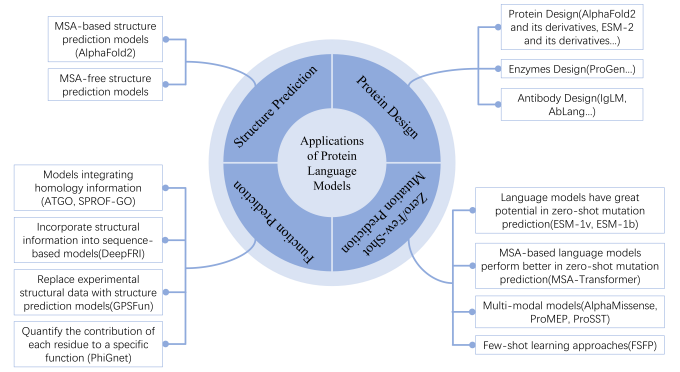 MSA-based structure
prediction models
(AlphaFold2)
MSA-free structure
prediction models
Protein Design(AlphaFold2
and its derivatives, ESM-2
and its derivatives...)
Enzymes Design(ProGen...)
Antibody Design(IgLM,
AbLang...)
Structure Prediction
Protein Design
Applications
of Protein
Language
Models
Function Prediction
Zero/Few-Shot
Mutation Prediction
Models integrating
homology information
(ATGO, SPROF-GO)
Incorporate structural
information into sequence-
based models(DeepFRI)
Replace experimental
structural data with structure
prediction models(GPSFun)
Quantify the contribution of
each residue to a specific
function (PhiGnet)
Language models have great
potential in zero-shot mutation
prediction(ESM-1v, ESM-1b)
MSA-based language models
perform better in zero-shot mutation
prediction(MSA-Transformer)
Multi-modal models(AlphaMissense,
ProMEP, ProSST)
Few-shot learning approaches(FSFP)